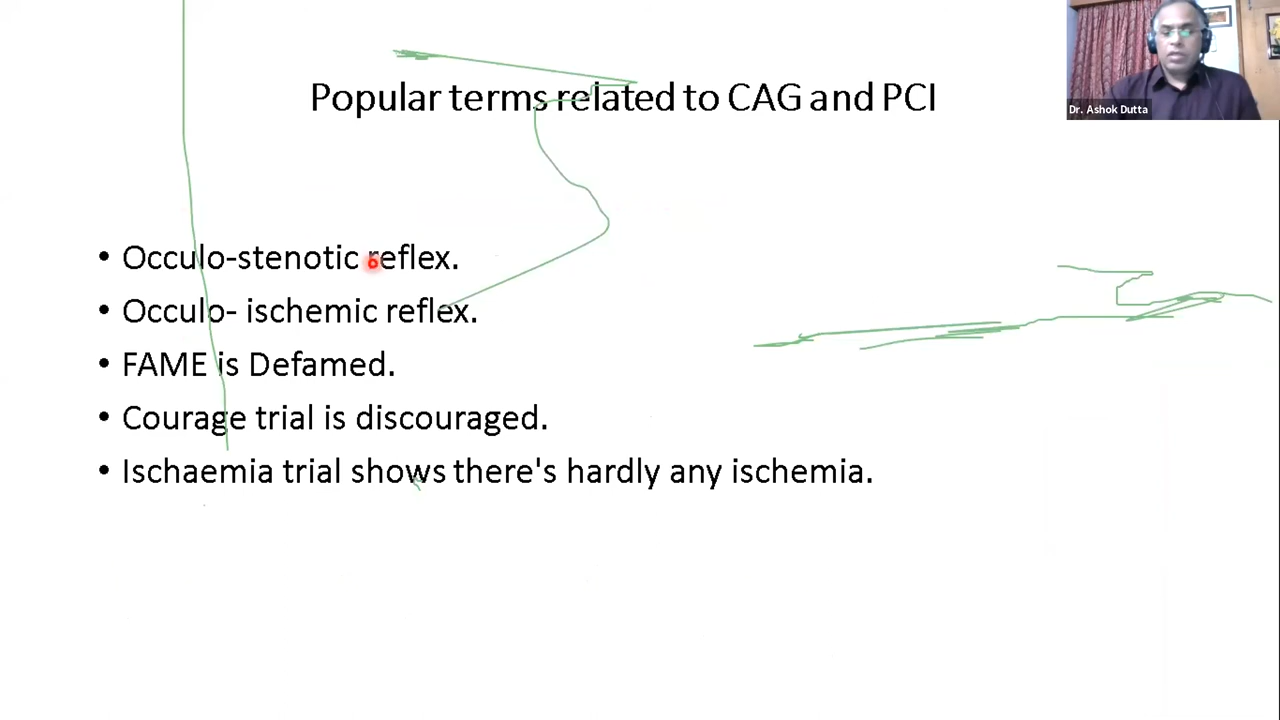 Popular terms related to CAG and PCI
Dr. Ashok Dutta
• Occulo-stenotic reflex.
• Occulo- ischemic reflex.
• FAME is Defamed.
• Courage trial is discouraged.
• Ischaemia trial shows there's hardly any ischemia.